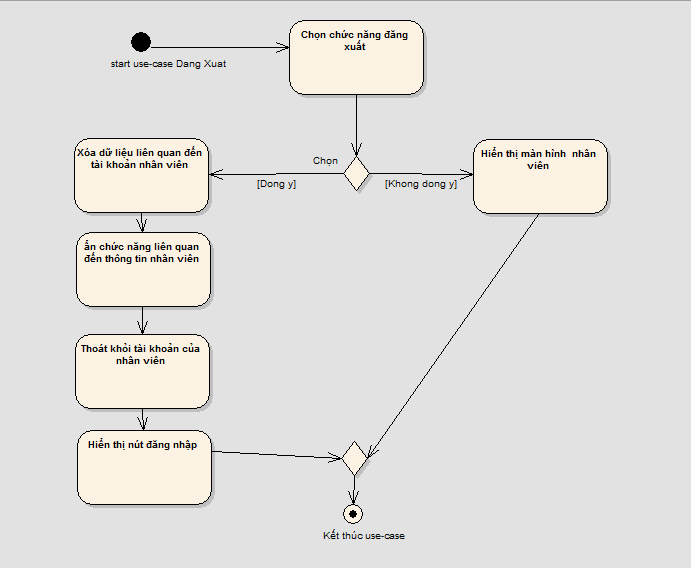 Chọn chức năng đăng
xuất
start use-case Dang Xuat
Xóa dữ liệu liên quan đến
tài khoản nhân viên
Chọn
Hiển thị màn hình nhân
viên
[Dong y]
[Khong dong y]
ẩn chức năng liên quan
đến thông tin nhân viên
Thoát khỏi tài khoản của
nhân viên
Hiển thị nút đăng nhập
Kết thúc use-case